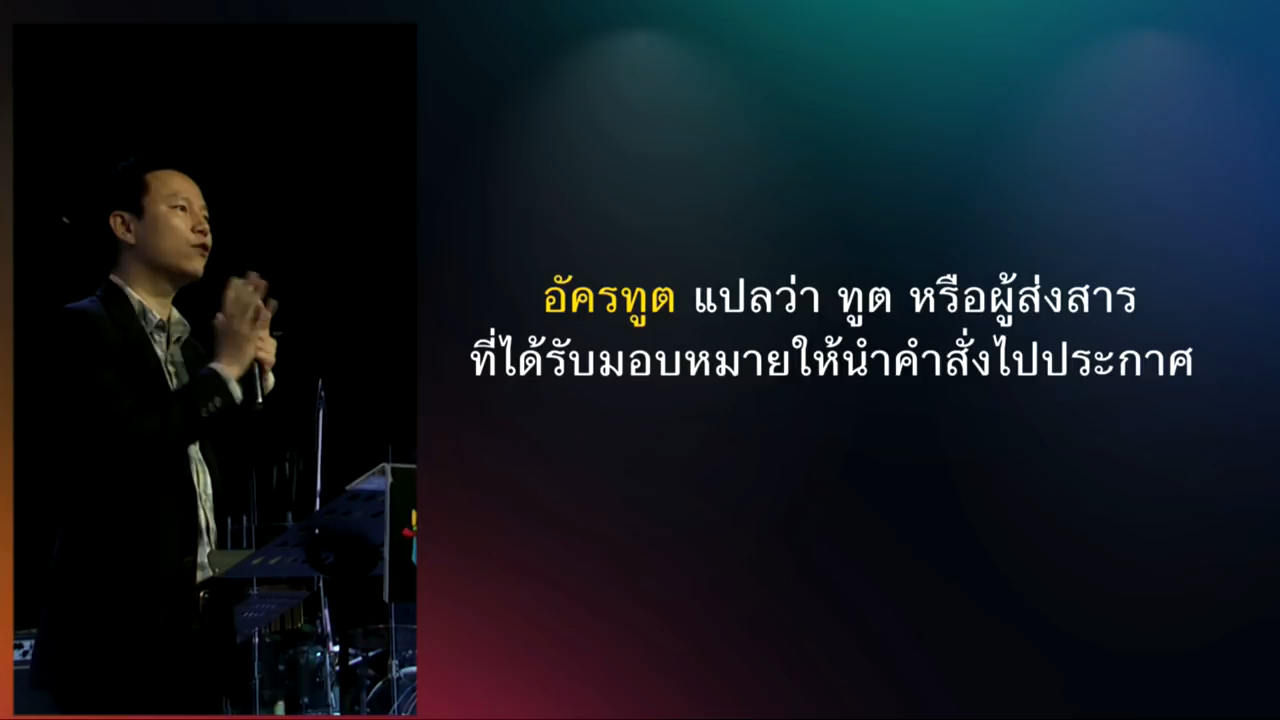 อัครทูต แปลว่า ทูต หรือผู้ส่งสาร
ที่ได้รับมอบหมายให้นำคำสั่งไปประกาศ